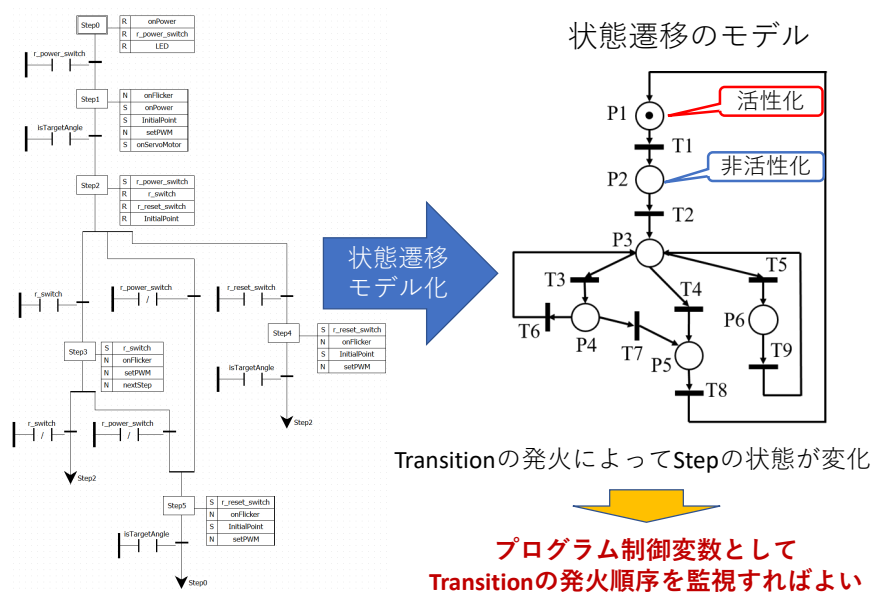 Step0
R onPower
R r_power_switch
R LED
r_power_switch
Step1
N onFlicker
S onPower
S InitialPoint
N setPWM
S onServoMotor
isTargetAngle
Step2
S r_power_switch
R r_switch
R r_reset_switch
R InitialPoint
r_switch
r_power_switch
/
r_reset_switch
Step3
S r_switch
N onFlicker
N setPWM
N nextStep
Step4
S r_reset_switch
N onFlicker
S InitialPoint
N setPWM
isTargetAngle
Step2
r_switch
/
r_power_switch
/
Step2
Step5
S r_reset_switch
N onFlicker
S InitialPoint
N setPWM
isTargetAngle
Step0
状態遷移
モデル化
状態遷移のモデル
P1
活性化
T1
P2
非活性化
T2
P3
T3
T4
T5
T6
P4
T7
P5
P6
T9
T8
Transitionの発火によってStepの状態が変化
プログラム制御変数として
Transitionの発火順序を監視すればよい